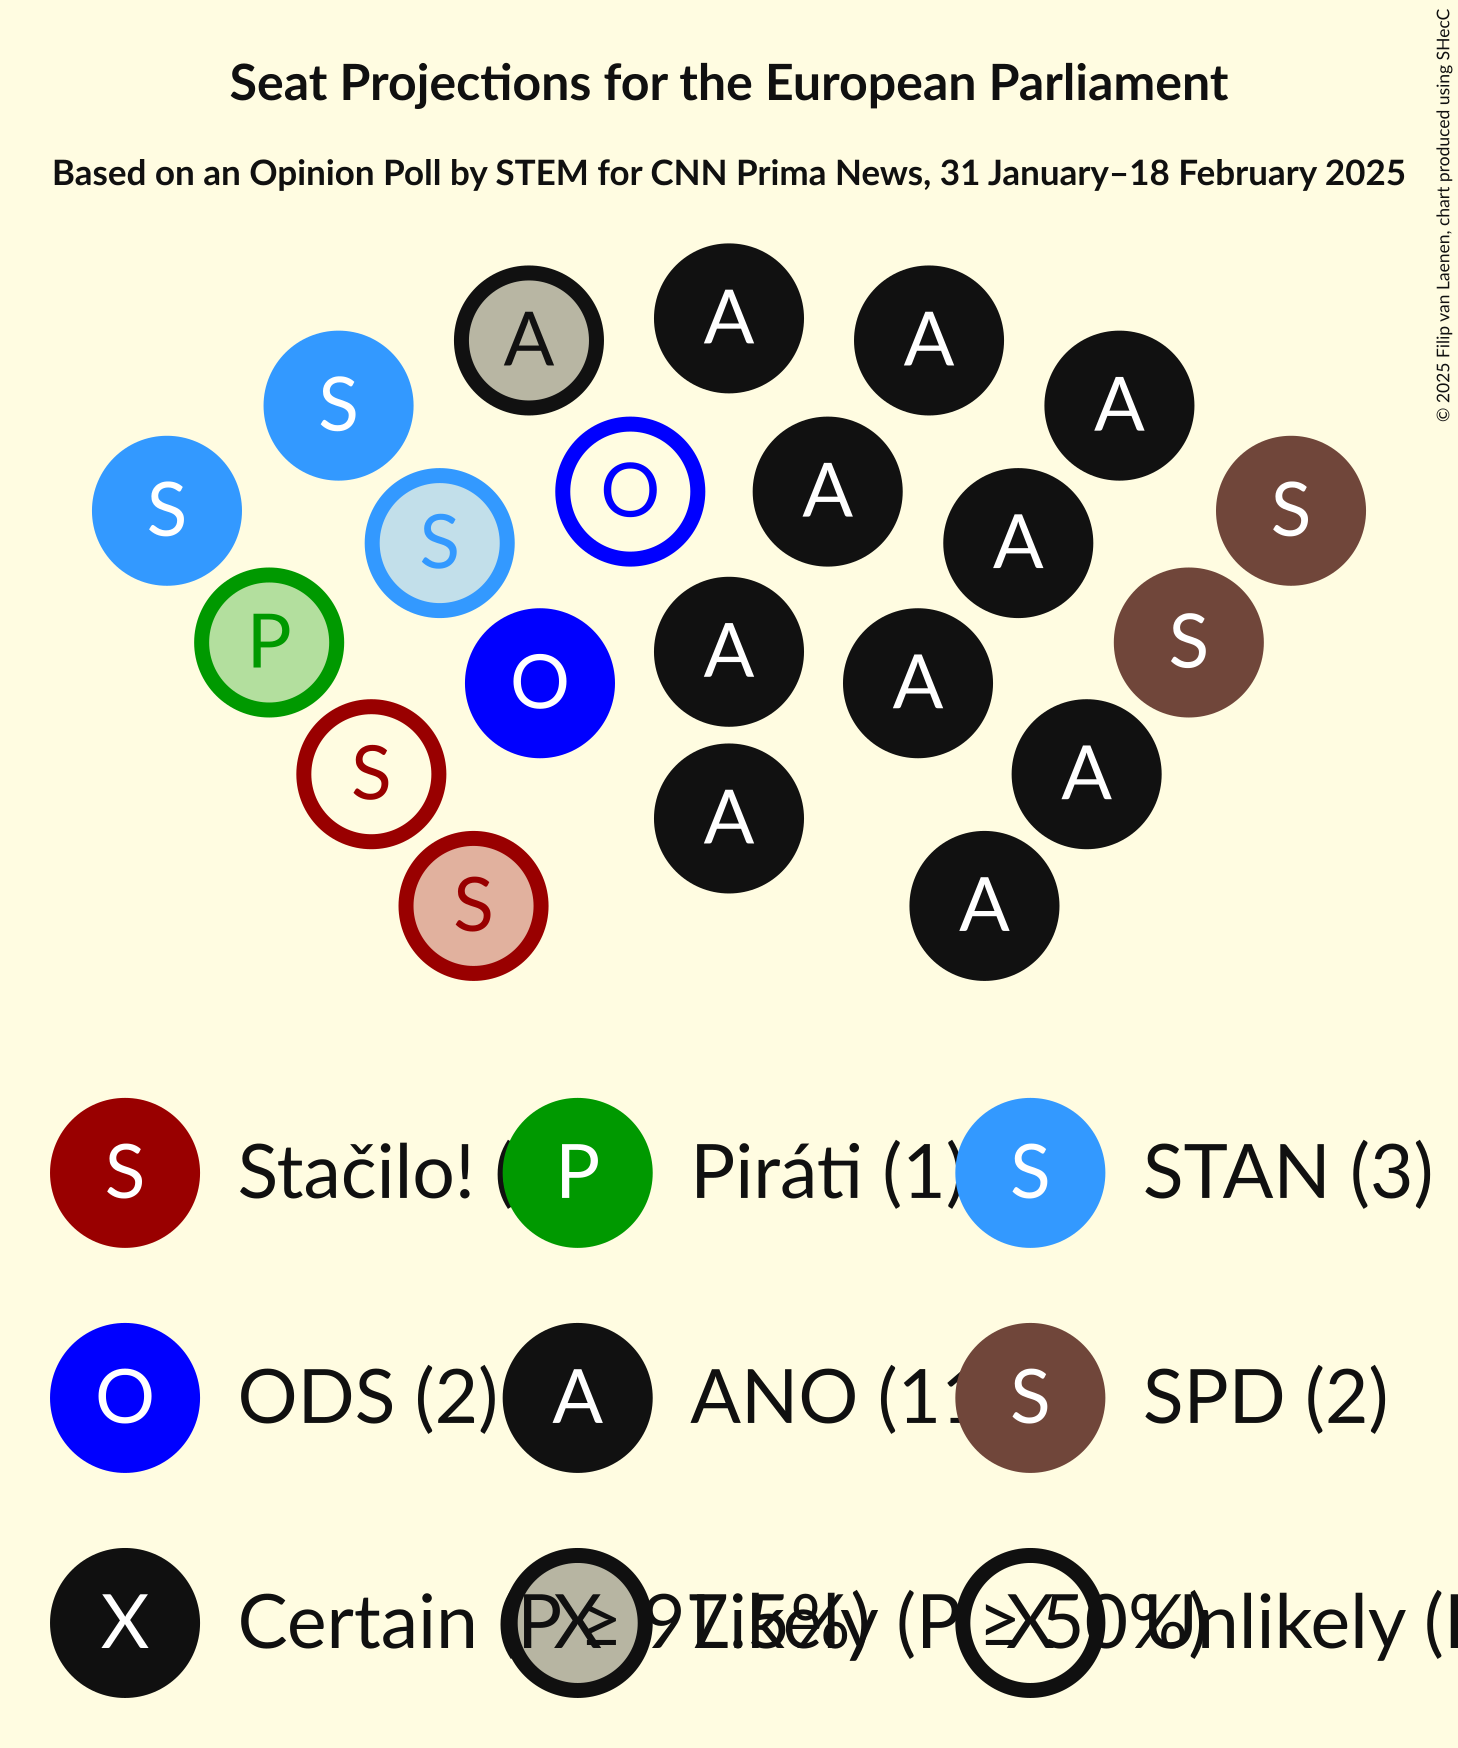 Seat Projections for the European Parliament
Based on an Opinion Poll by STEM for CNN Prima News, 31 January–18 February 2025
© 2025 Filip van Laenen, chart produced using SHecC
A
A A
S A
S S
O A
S A
P S
O A A
S A
A
S A
S Stačilo! ( P Piráti (1) S STAN (3)
O ODS (2) A ANO (11 S SPD (2)
X Certain (P ≥ 97.5%) X Likely (P ≥ 50%) X Unlikely (